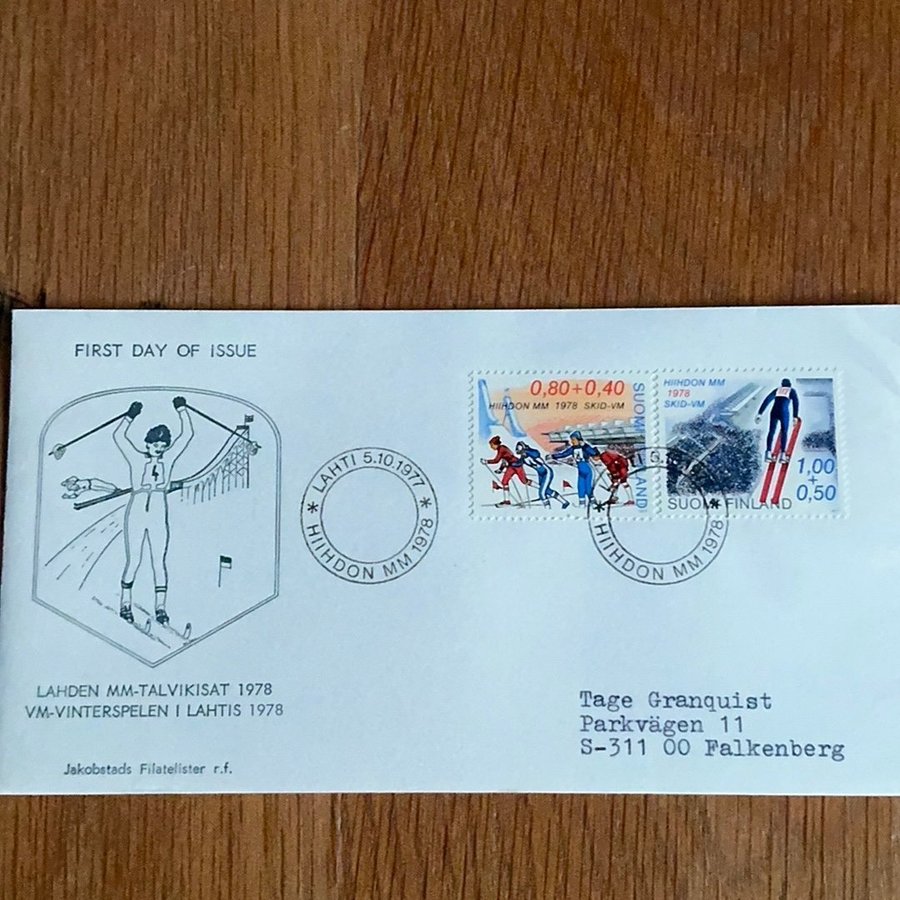 FIRST DAY OF ISSUE
4
LAHDEN MM-TALVIKISAT 1978
VM-VINTERSPELEN I LAHTIS 1978
Jakobstads Filatelister r.f.
LAHTI 5.10.1977
* HIIHDON MM 1978 *
0,80+0,40
HIIHDON MM 1978 SKID-VM
SUOMI FINLAND
HIIHDON MM
1978
SKID-VM
1,00
+
0,50
SUOMI FINLAND
* HIIHDON MM 1978 *
Tage Granquist
Parkvägen 11
S-311 00 Falkenberg